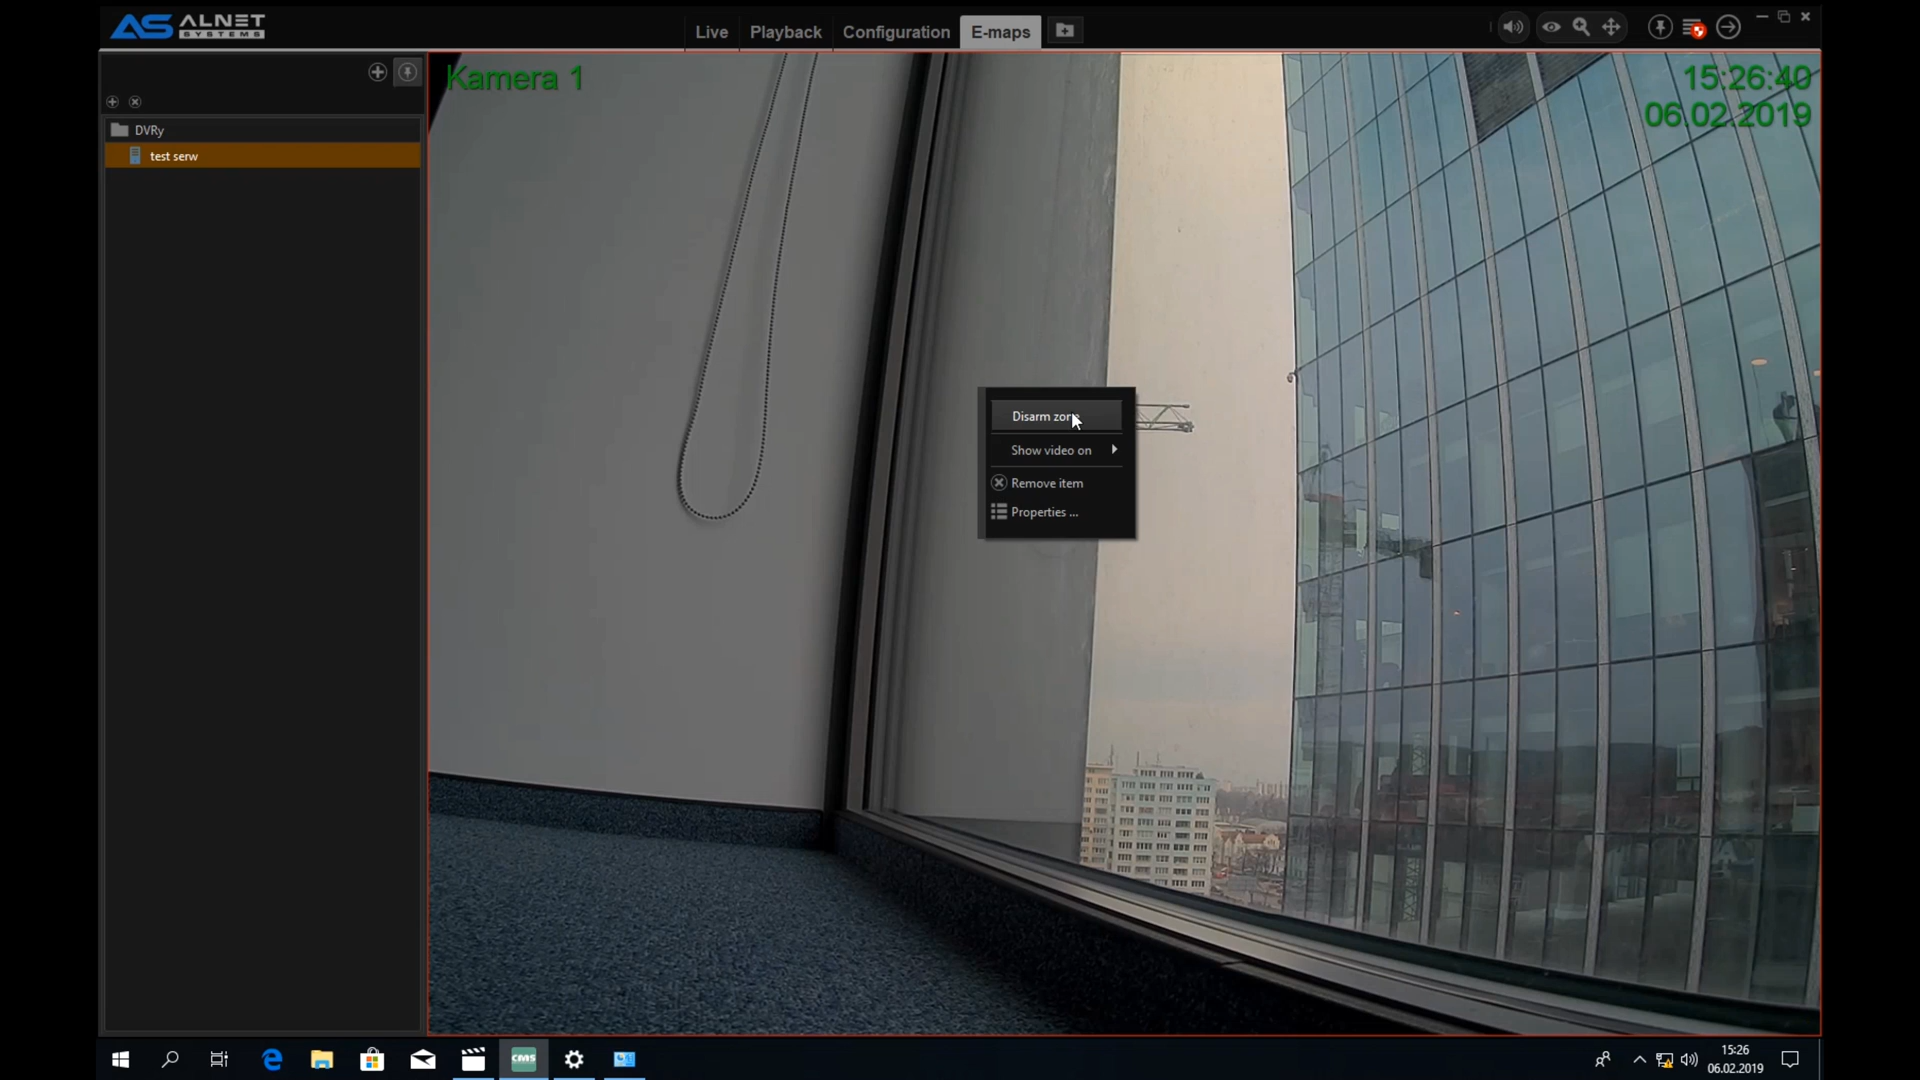 ALNET
SYSTEMS
Live
Playback
Configuration
E-maps
DVRy
test serw
Kamera 1
15:26:40
06.02.2019
Disarm zone
Show video on
Remove item
Properties ...
CMS
15:26
06.02.2019